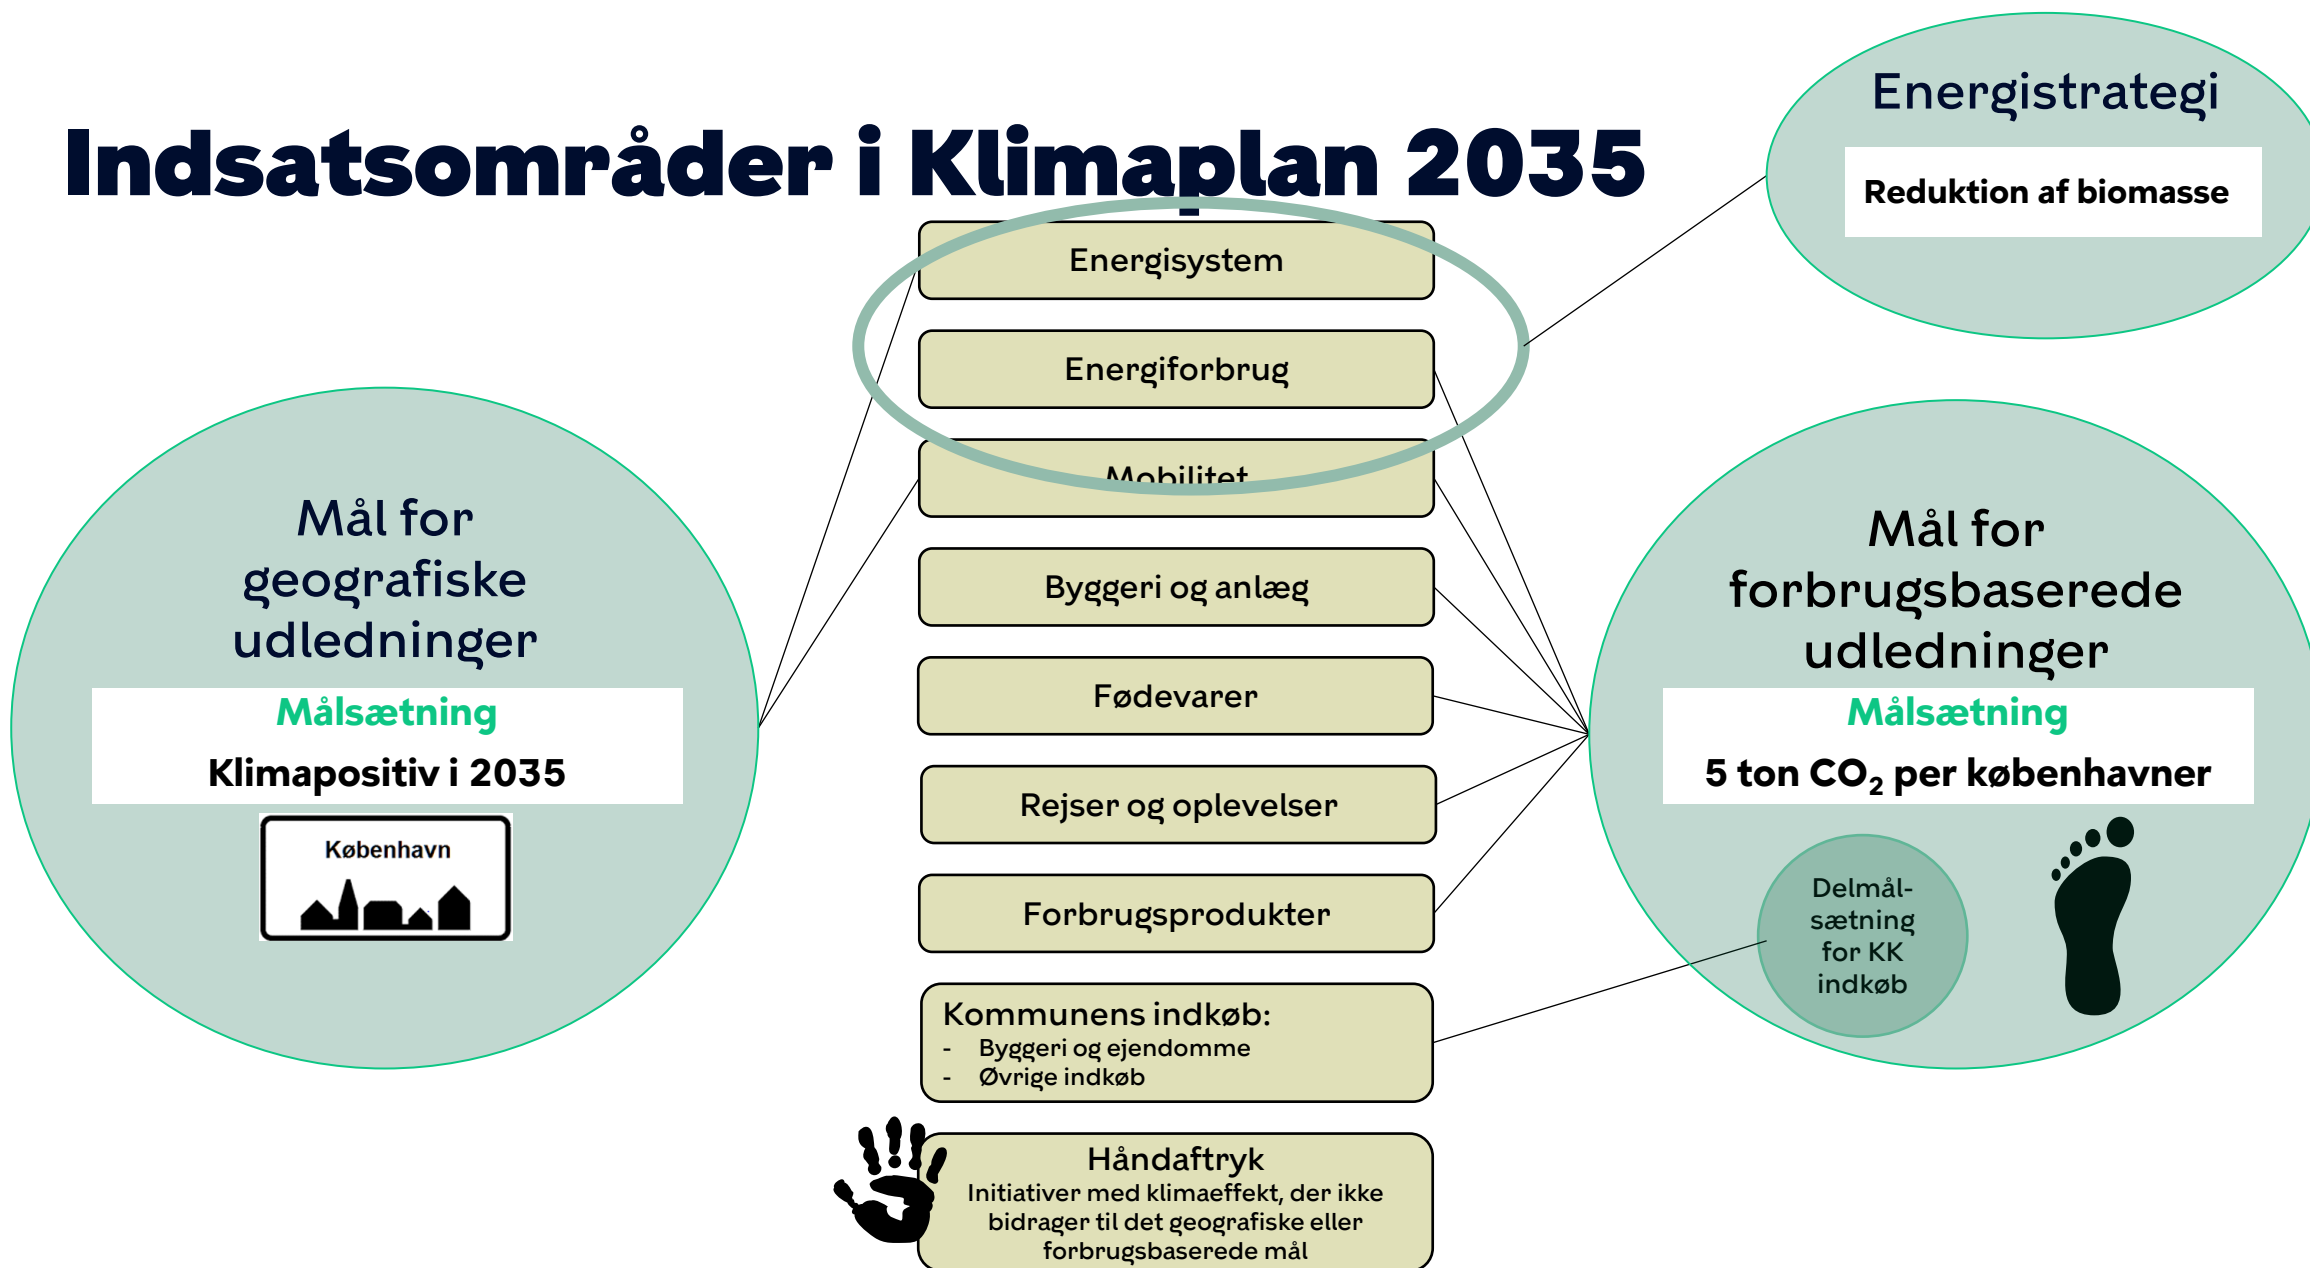 Indsatsområder i Klimaplan 2035
Energistrategi
Reduktion af biomasse
Energisystem
Energiforbrug
Mobilitet
Byggeri og anlæg
Fødevarer
Rejser og oplevelser
Forbrugsprodukter
Kommunens indkøb:
- Byggeri og ejendomme
- Øvrige indkøb
Håndaftryk
Initiativer med klimaeffekt, der ikke
bidrager til det geografiske eller
forbrugsbaserede mål
Mål for
geografiske
udledninger
Målsætning
Klimapositiv i 2035
København
Mål for
forbrugsbaserede
udledninger
Målsætning
5 ton CO₂ per københavner
Delmål-
sætning
for KK
indkøb